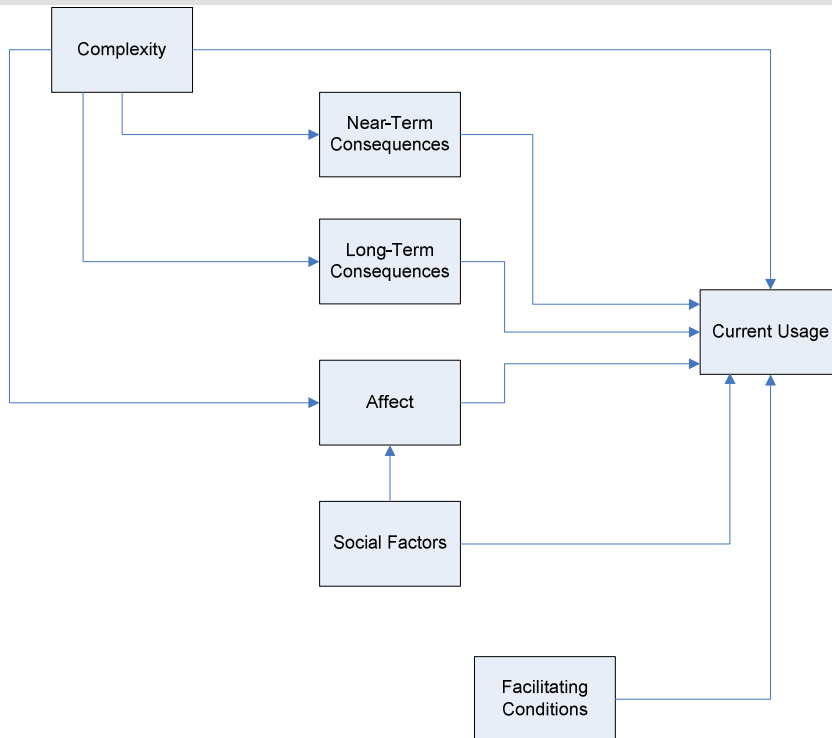 Complexity
Near-Term
Consequences
Long-Term
Consequences
Current Usage
Affect
Social Factors
Facilitating
Conditions